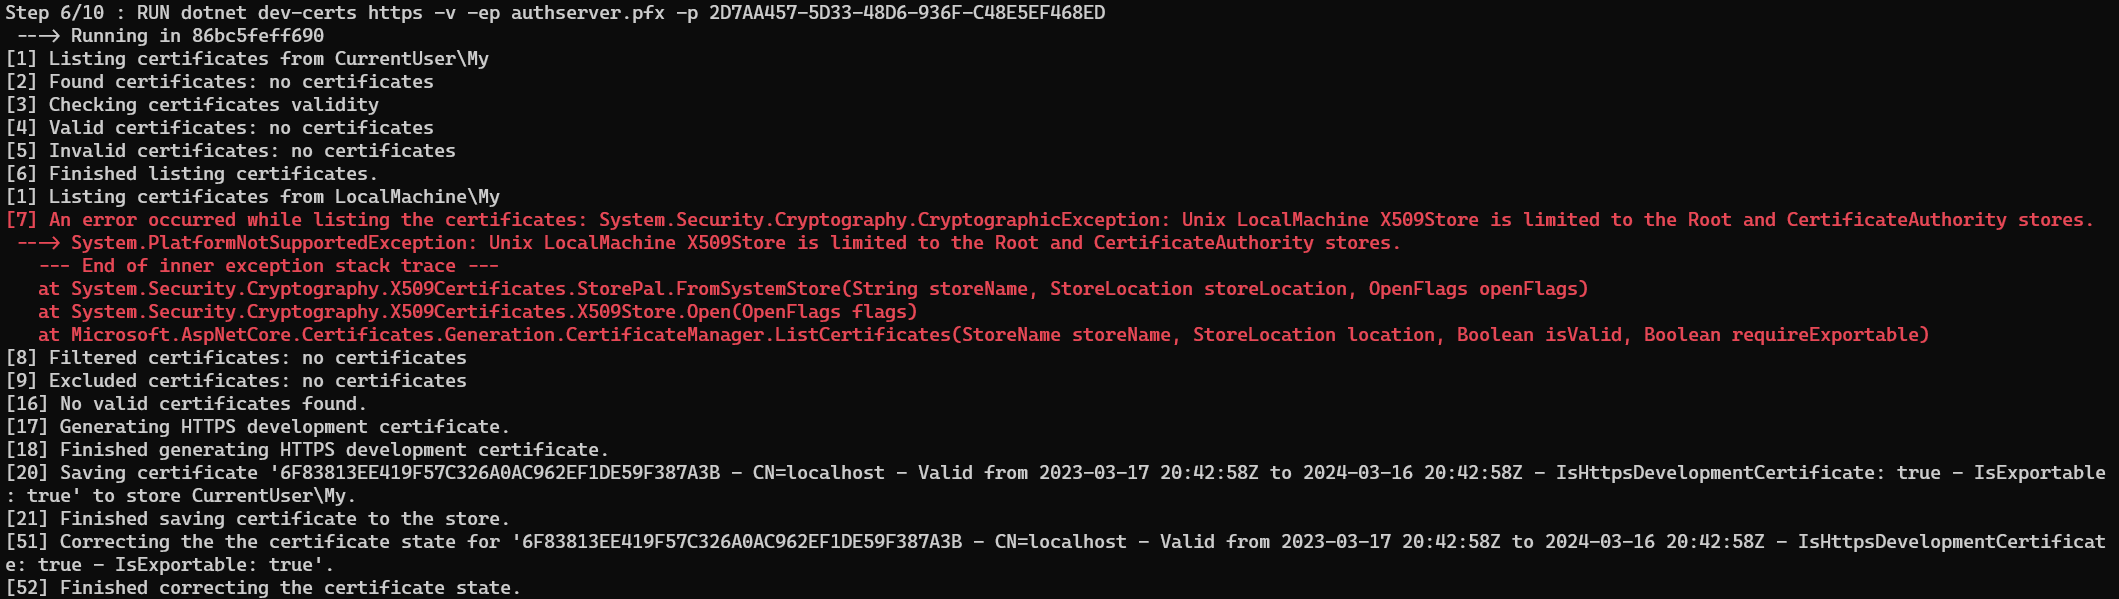 Step 6/10 : RUN dotnet dev-certs https -v -ep authserver.pfx -p 2D7AA457-5D33-48D6-936F-C48E5EF468ED
 ---> Running in 86bc5feff690
[1] Listing certificates from CurrentUser\My
[2] Found certificates: no certificates
[3] Checking certificates validity
[4] Valid certificates: no certificates
[5] Invalid certificates: no certificates
[6] Finished listing certificates.
[1] Listing certificates from LocalMachine\My
[7] An error occurred while listing the certificates: System.Security.Cryptography.CryptographicException: Unix LocalMachine X509Store is limited to the Root and CertificateAuthority stores.
 ---> System.PlatformNotSupportedException: Unix LocalMachine X509Store is limited to the Root and CertificateAuthority stores.
   --- End of inner exception stack trace ---
   at System.Security.Cryptography.X509Certificates.StorePal.FromSystemStore(String storeName, StoreLocation storeLocation, OpenFlags openFlags)
   at System.Security.Cryptography.X509Certificates.X509Store.Open(OpenFlags flags)
   at Microsoft.AspNetCore.Certificates.Generation.CertificateManager.ListCertificates(StoreName storeName, StoreLocation location, Boolean isValid, Boolean requireExportable)
[8] Filtered certificates: no certificates
[9] Excluded certificates: no certificates
[16] No valid certificates found.
[17] Generating HTTPS development certificate.
[18] Finished generating HTTPS development certificate.
[20] Saving certificate '6F83813EE419F57C326A0AC962EF1DE59F387A3B - CN=localhost - Valid from 2023-03-17 20:42:58Z to 2024-03-16 20:42:58Z - IsHttpsDevelopmentCertificate: true - IsExportable
: true' to store CurrentUser\My.
[21] Finished saving certificate to the store.
[51] Correcting the the certificate state for '6F83813EE419F57C326A0AC962EF1DE59F387A3B - CN=localhost - Valid from 2023-03-17 20:42:58Z to 2024-03-16 20:42:58Z - IsHttpsDevelopmentCertificat
e: true - IsExportable: true'.
[52] Finished correcting the certificate state.